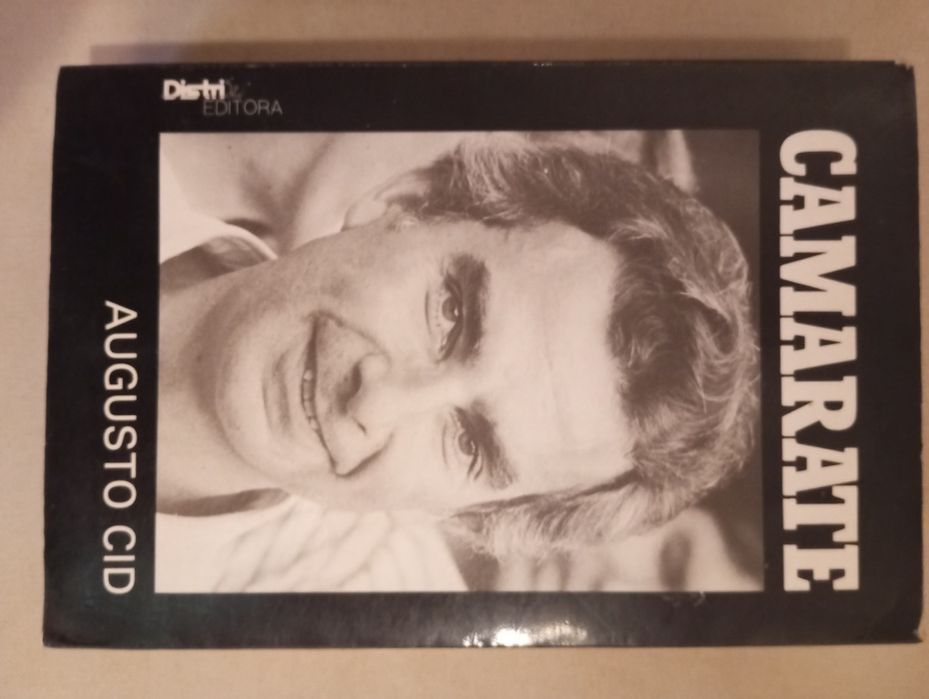 CAMARATE
Distri
EDITORA
AUGUSTO CID